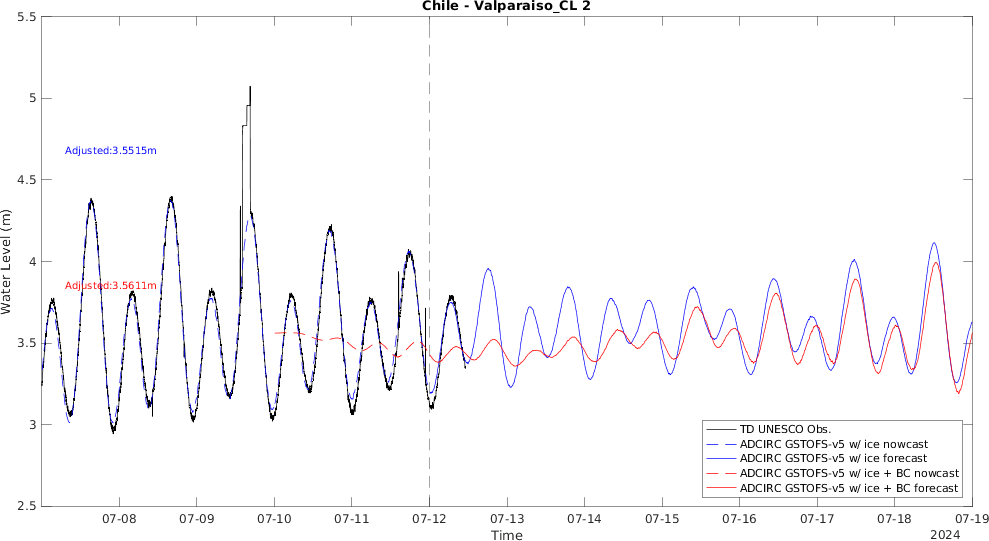 Chile - Valparaiso_CL 2
5.5
5
4.5
4
3.5
3
2.5
Water Level (m)
Adjusted:3.5515m
Adjusted:3.5611m
TD UNESCO Obs.
ADCIRC GSTOFS-v5 w/ ice nowcast
ADCIRC GSTOFS-v5 w/ ice forecast
ADCIRC GSTOFS-v5 w/ ice + BC nowcast
ADCIRC GSTOFS-v5 w/ ice + BC forecast
07-08 07-09 07-10 07-11 07-12 07-13 07-14 07-15 07-16 07-17 07-18 07-19
Time
2024